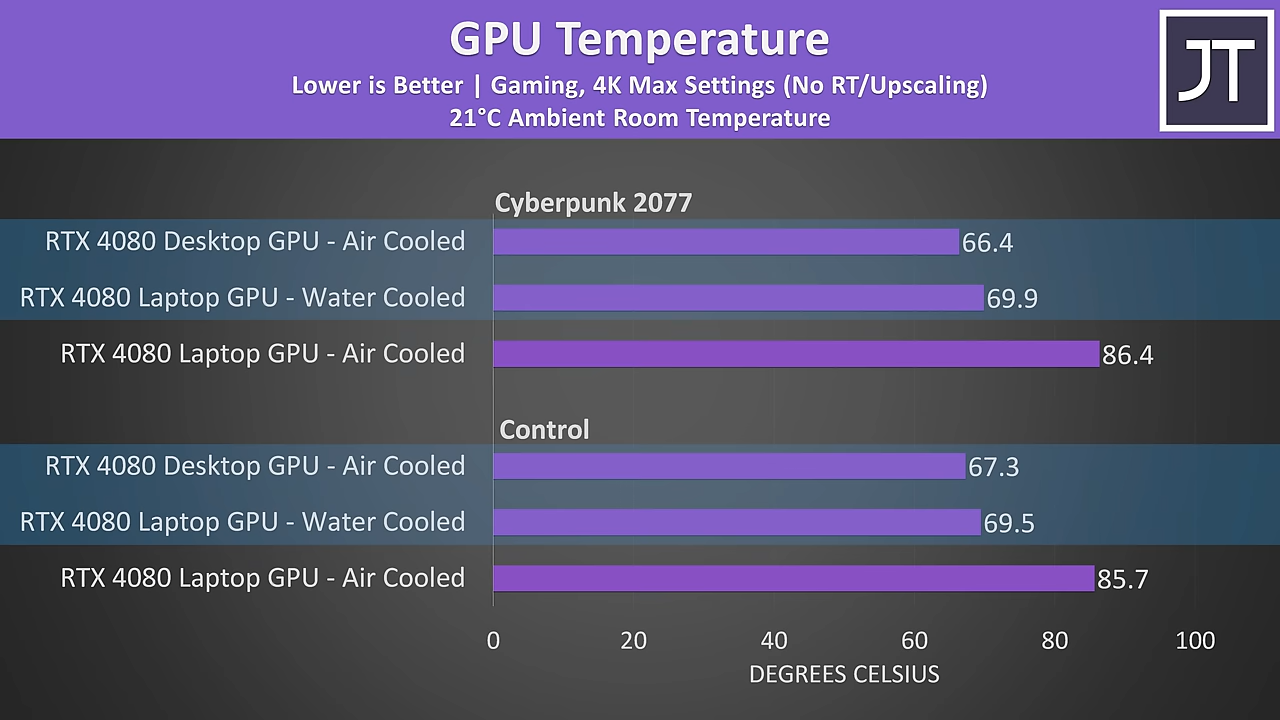 GPU Temperature
Lower is Better | Gaming, 4K Max Settings (No RT/Upscaling)
21°C Ambient Room Temperature
JT
Cyberpunk 2077
RTX 4080 Desktop GPU - Air Cooled 66.4
RTX 4080 Laptop GPU - Water Cooled 69.9
RTX 4080 Laptop GPU - Air Cooled 86.4
Control
RTX 4080 Desktop GPU - Air Cooled 67.3
RTX 4080 Laptop GPU - Water Cooled 69.5
RTX 4080 Laptop GPU - Air Cooled 85.7
0 20 40 60 80 100
DEGREES CELSIUS